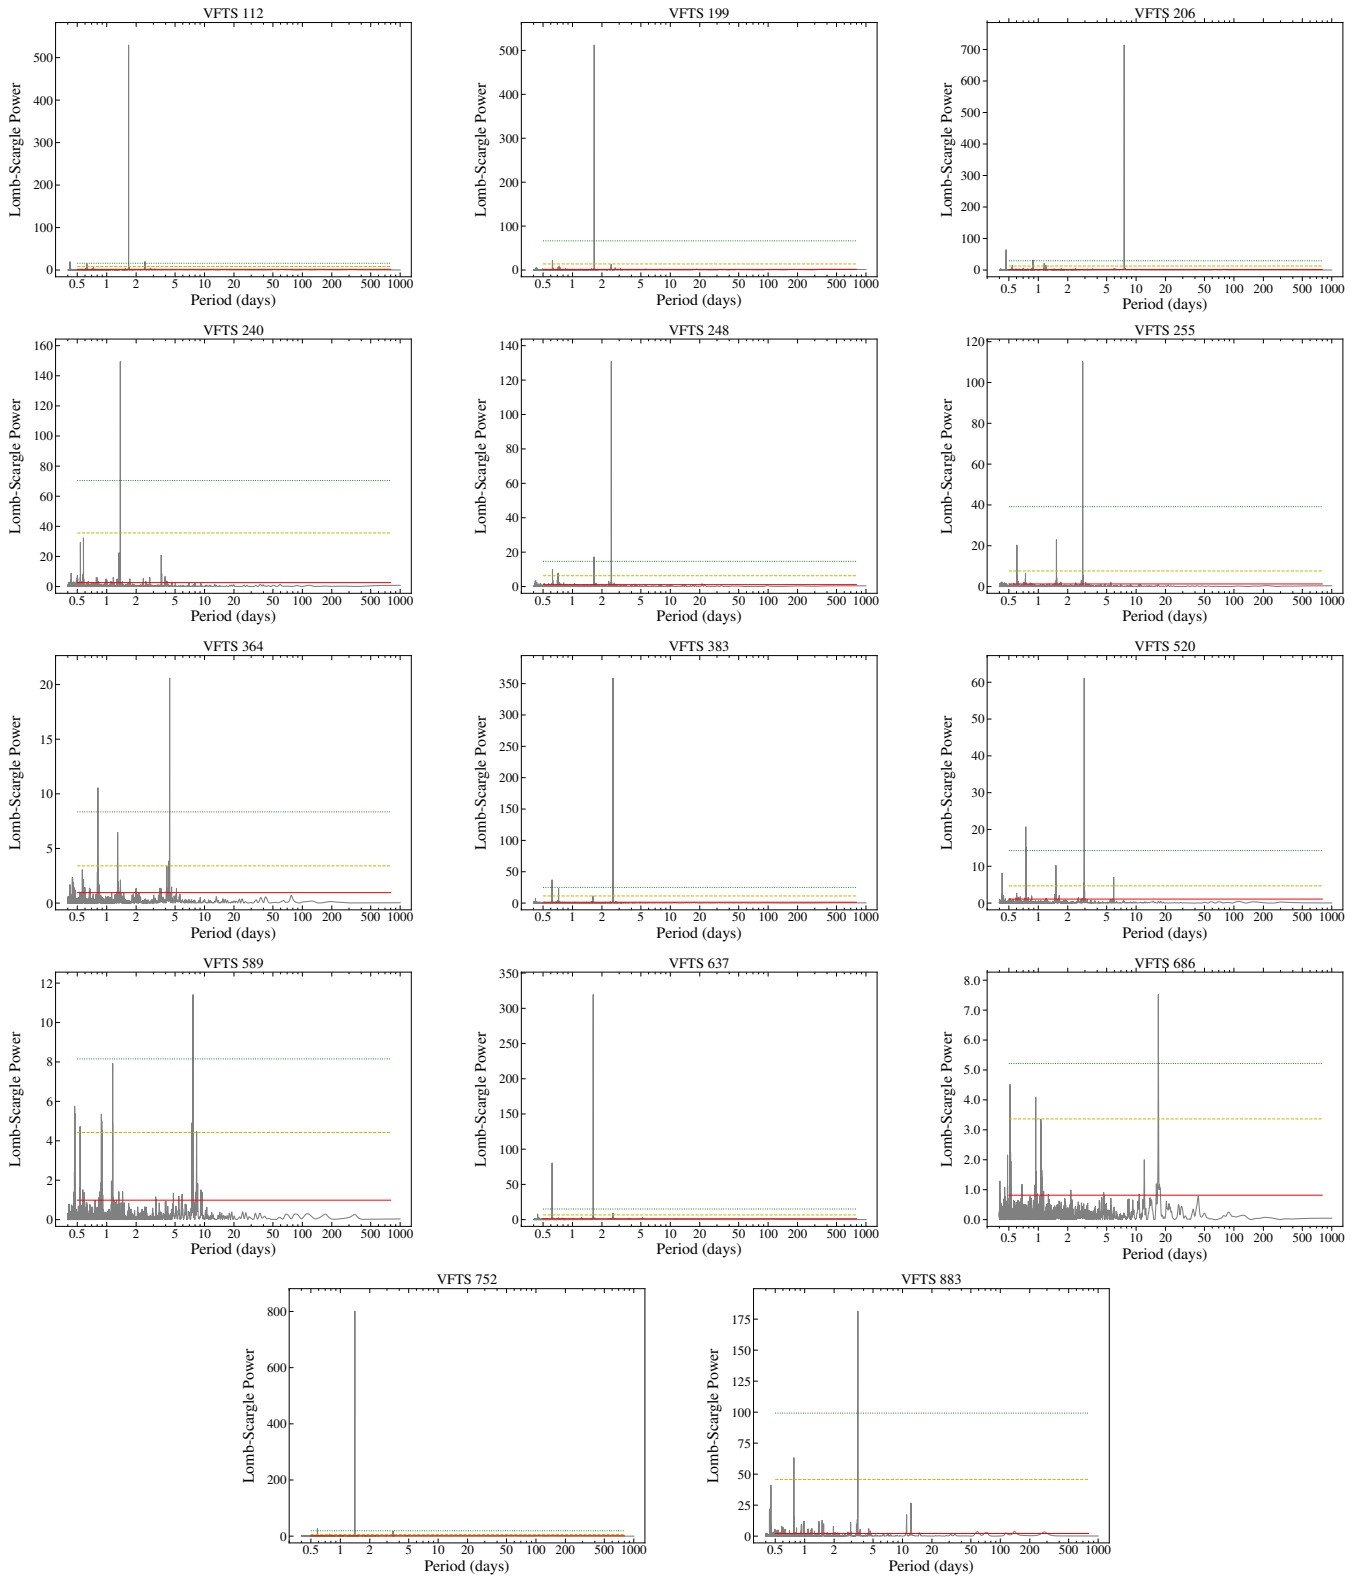 VFTS 112
VFTS 199
VFTS 206
Lomb-Scargle Power
500
400
300
200
100
0
0.5 1 2 5 10 20 50 100 200 500 1000
Period (days)
Lomb-Scargle Power
500
400
300
200
100
0
0.5 1 2 5 10 20 50 100 200 500 1000
Period (days)
Lomb-Scargle Power
700
600
500
400
300
200
100
0
0.5 1 2 5 10 20 50 100 200 500 1000
Period (days)
VFTS 240
VFTS 248
VFTS 255
Lomb-Scargle Power
160
140
120
100
80
60
40
20
0
0.5 1 2 5 10 20 50 100 200 500 1000
Period (days)
Lomb-Scargle Power
140
120
100
80
60
40
20
0
0.5 1 2 5 10 20 50 100 200 500 1000
Period (days)
Lomb-Scargle Power
120
100
80
60
40
20
0
0.5 1 2 5 10 20 50 100 200 500 1000
Period (days)
VFTS 364
VFTS 383
VFTS 520
Lomb-Scargle Power
20
15
10
5
0
0.5 1 2 5 10 20 50 100 200 500 1000
Period (days)
Lomb-Scargle Power
350
300
250
200
150
100
50
0
0.5 1 2 5 10 20 50 100 200 500 1000
Period (days)
Lomb-Scargle Power
60
50
40
30
20
10
0
0.5 1 2 5 10 20 50 100 200 500 1000
Period (days)
VFTS 589
VFTS 637
VFTS 686
Lomb-Scargle Power
12
10
8
6
4
2
0
0.5 1 2 5 10 20 50 100 200 500 1000
Period (days)
Lomb-Scargle Power
350
300
250
200
150
100
50
0
0.5 1 2 5 10 20 50 100 200 500 1000
Period (days)
Lomb-Scargle Power
8.0
7.0
6.0
5.0
4.0
3.0
2.0
1.0
0.0
0.5 1 2 5 10 20 50 100 200 500 1000
Period (days)
VFTS 752
VFTS 883
Lomb-Scargle Power
800
600
400
200
0
0.5 1 2 5 10 20 50 100 200 500 1000
Period (days)
Lomb-Scargle Power
175
150
125
100
75
50
25
0
0.5 1 2 5 10 20 50 100 200 500 1000
Period (days)